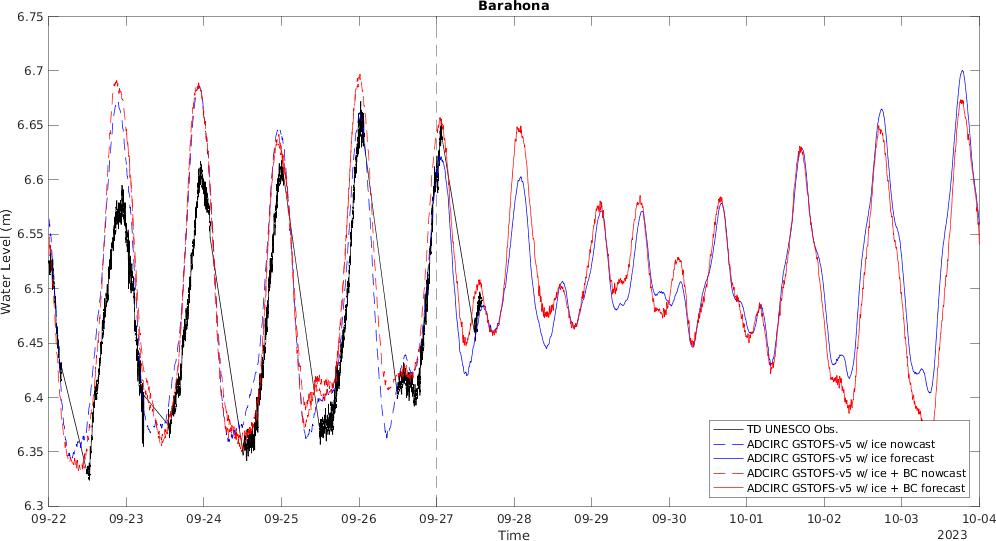 Barahona
6.75
6.7
6.65
6.6
6.55
6.5
6.45
6.4
6.35
6.3
Water Level (m)
09-22 09-23 09-24 09-25 09-26 09-27 09-28 09-29 09-30 10-01 10-02 10-03 10-04
Time
2023
TD UNESCO Obs.
ADCIRC GSTOFS-v5 w/ ice nowcast
ADCIRC GSTOFS-v5 w/ ice forecast
ADCIRC GSTOFS-v5 w/ ice + BC nowcast
ADCIRC GSTOFS-v5 w/ ice + BC forecast